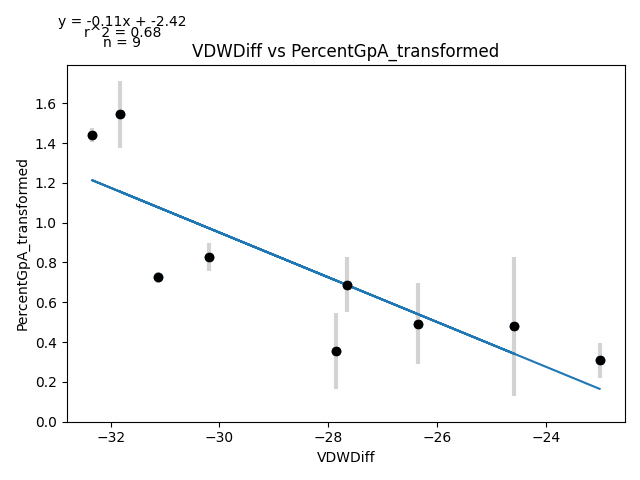 y = -0.11x + -2.42
r^2 = 0.68
n = 9
VDWDiff vs PercentGpA_transformed
PercentGpA_transformed
1.6
1.4
1.2
1.0
0.8
0.6
0.4
0.2
0.0
−32 −30 −28 −26 −24
VDWDiff